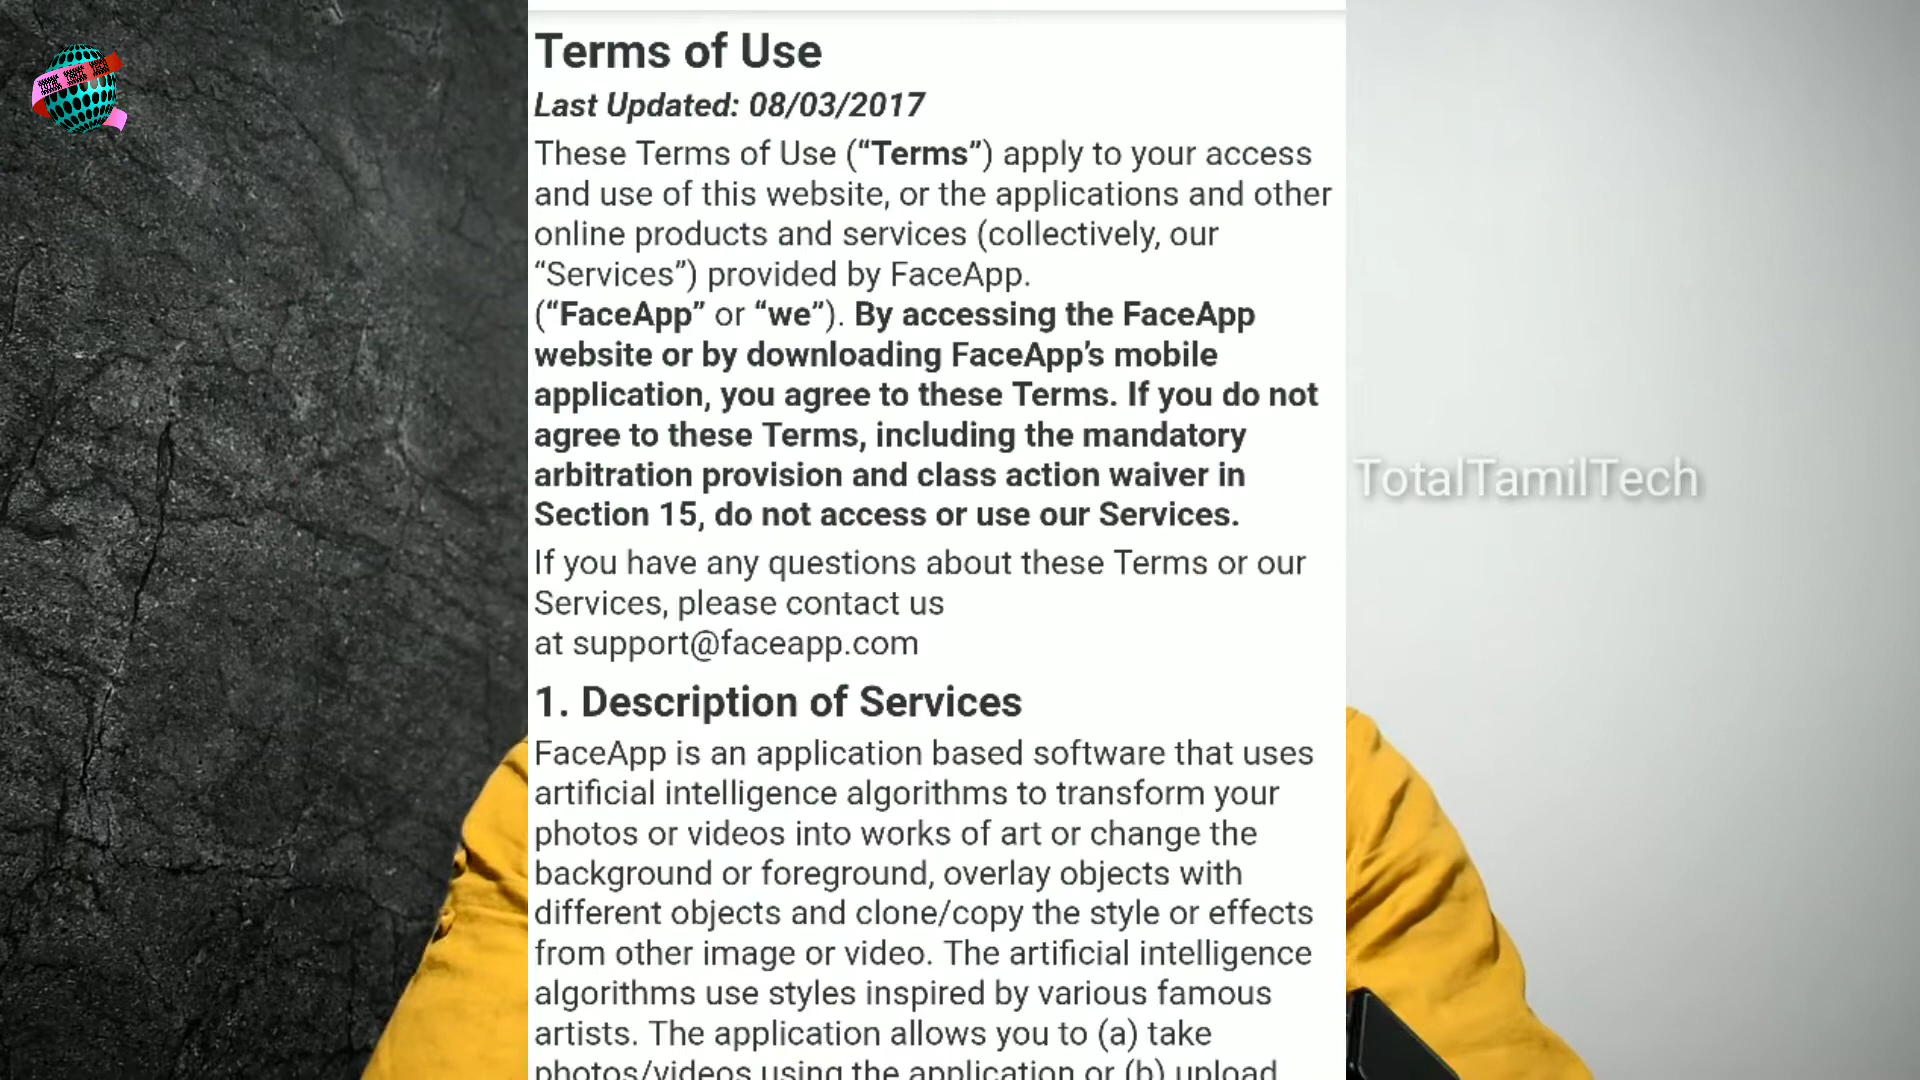 Terms of Use
Last Updated: 08/03/2017
These Terms of Use (“Terms”) apply to your access
and use of this website, or the applications and other
online products and services (collectively, our
“Services”) provided by FaceApp.
(“FaceApp” or “we”). By accessing the FaceApp
website or by downloading FaceApp’s mobile
application, you agree to these Terms. If you do not
agree to these Terms, including the mandatory
arbitration provision and class action waiver in
Section 15, do not access or use our Services.
If you have any questions about these Terms or our
Services, please contact us
at support@faceapp.com
1. Description of Services
FaceApp is an application based software that uses
artificial intelligence algorithms to transform your
photos or videos into works of art or change the
background or foreground, overlay objects with
different objects and clone/copy the style or effects
from other image or video. The artificial intelligence
algorithms use styles inspired by various famous
artists. The application allows you to (a) take
photos/videos using the application or (b) upload
TotalTamilTech